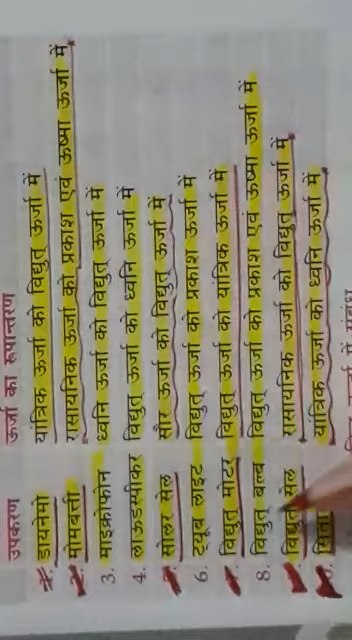 उपकरण ऊर्जा का रूपान्तरण
डायनेमो यांत्रिक ऊर्जा को विद्युत् ऊर्जा में
मोमबत्ती रासायनिक ऊर्जा को प्रकाश एवं ऊष्मा ऊर्जा में
3. माइक्रोफोन ध्वनि ऊर्जा को विद्युत् ऊर्जा में
4. लाऊडस्पीकर विद्युत् ऊर्जा को ध्वनि ऊर्जा में
सोलर सेल सौर ऊर्जा को विद्युत् ऊर्जा में
6. ट्यूब लाइट विद्युत् ऊर्जा को प्रकाश ऊर्जा में
विद्युत् मोटर विद्युत् ऊर्जा को यांत्रिक ऊर्जा में
8. विद्युत् बल्ब विद्युत् ऊर्जा को प्रकाश एवं ऊष्मा ऊर्जा में
विद्युत् सेल रासायनिक ऊर्जा को विद्युत् ऊर्जा में
सितार यांत्रिक ऊर्जा को ध्वनि ऊर्जा में